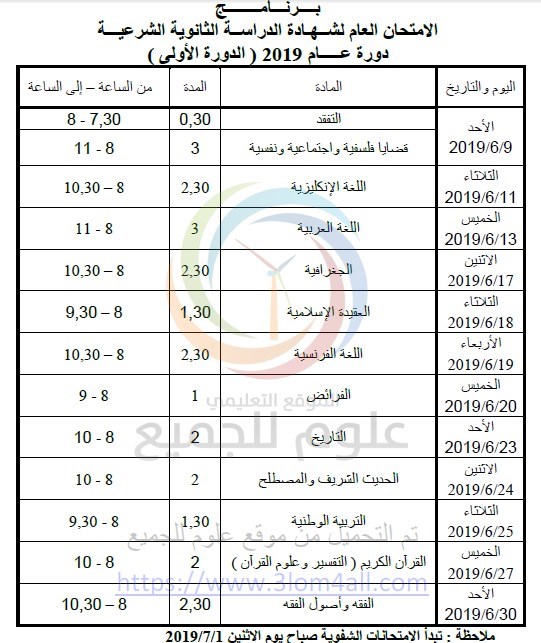 بــرنــامــج
الامتحان العام لشـهـادة الدراسـة الثانوية الشرعيـة
دورة عـــام 2019 ( الدورة الأولى )
اليوم والتاريخ المادة المدة من الساعة – إلى الساعة
الأحد 2019/6/9 التفقد 0,30 7,30 - 8
قضايا فلسفية واجتماعية ونفسية 3 8 - 11
الثلاثاء 2019/6/11 اللغة الإنكليزية 2,30 8 – 10,30
الخميس 2019/6/13 اللغة العربية 3 8 - 11
الاثنين 2019/6/17 الجغرافية 2,30 8 – 10,30
الثلاثاء 2019/6/18 العقيدة الإسلامية 1,30 8 – 9,30
الأربعاء 2019/6/19 اللغة الفرنسية 2,30 8 – 10,30
الخميس 2019/6/20 الفرائض 1 8 - 9
الأحد 2019/6/23 التاريخ 2 8 - 10
الاثنين 2019/6/24 الحديث الشريف والمصطلح 2 8 - 10
الثلاثاء 2019/6/25 التربية الوطنية 1,30 8 - 9,30
الخميس 2019/6/27 القرآن الكريم ( التفسير وعلوم القرآن ) 2 8 - 10
الأحد 2019/6/30 الفقه وأصول الفقه 2,30 8 – 10,30
ملاحظة : تبدأ الامتحانات الشفوية صباح يوم الاثنين 2019/7/1
الموقع التعليمي
علوم للجميع
تم التحميل من موقع علوم للجميع
https://www.3lom4all.com